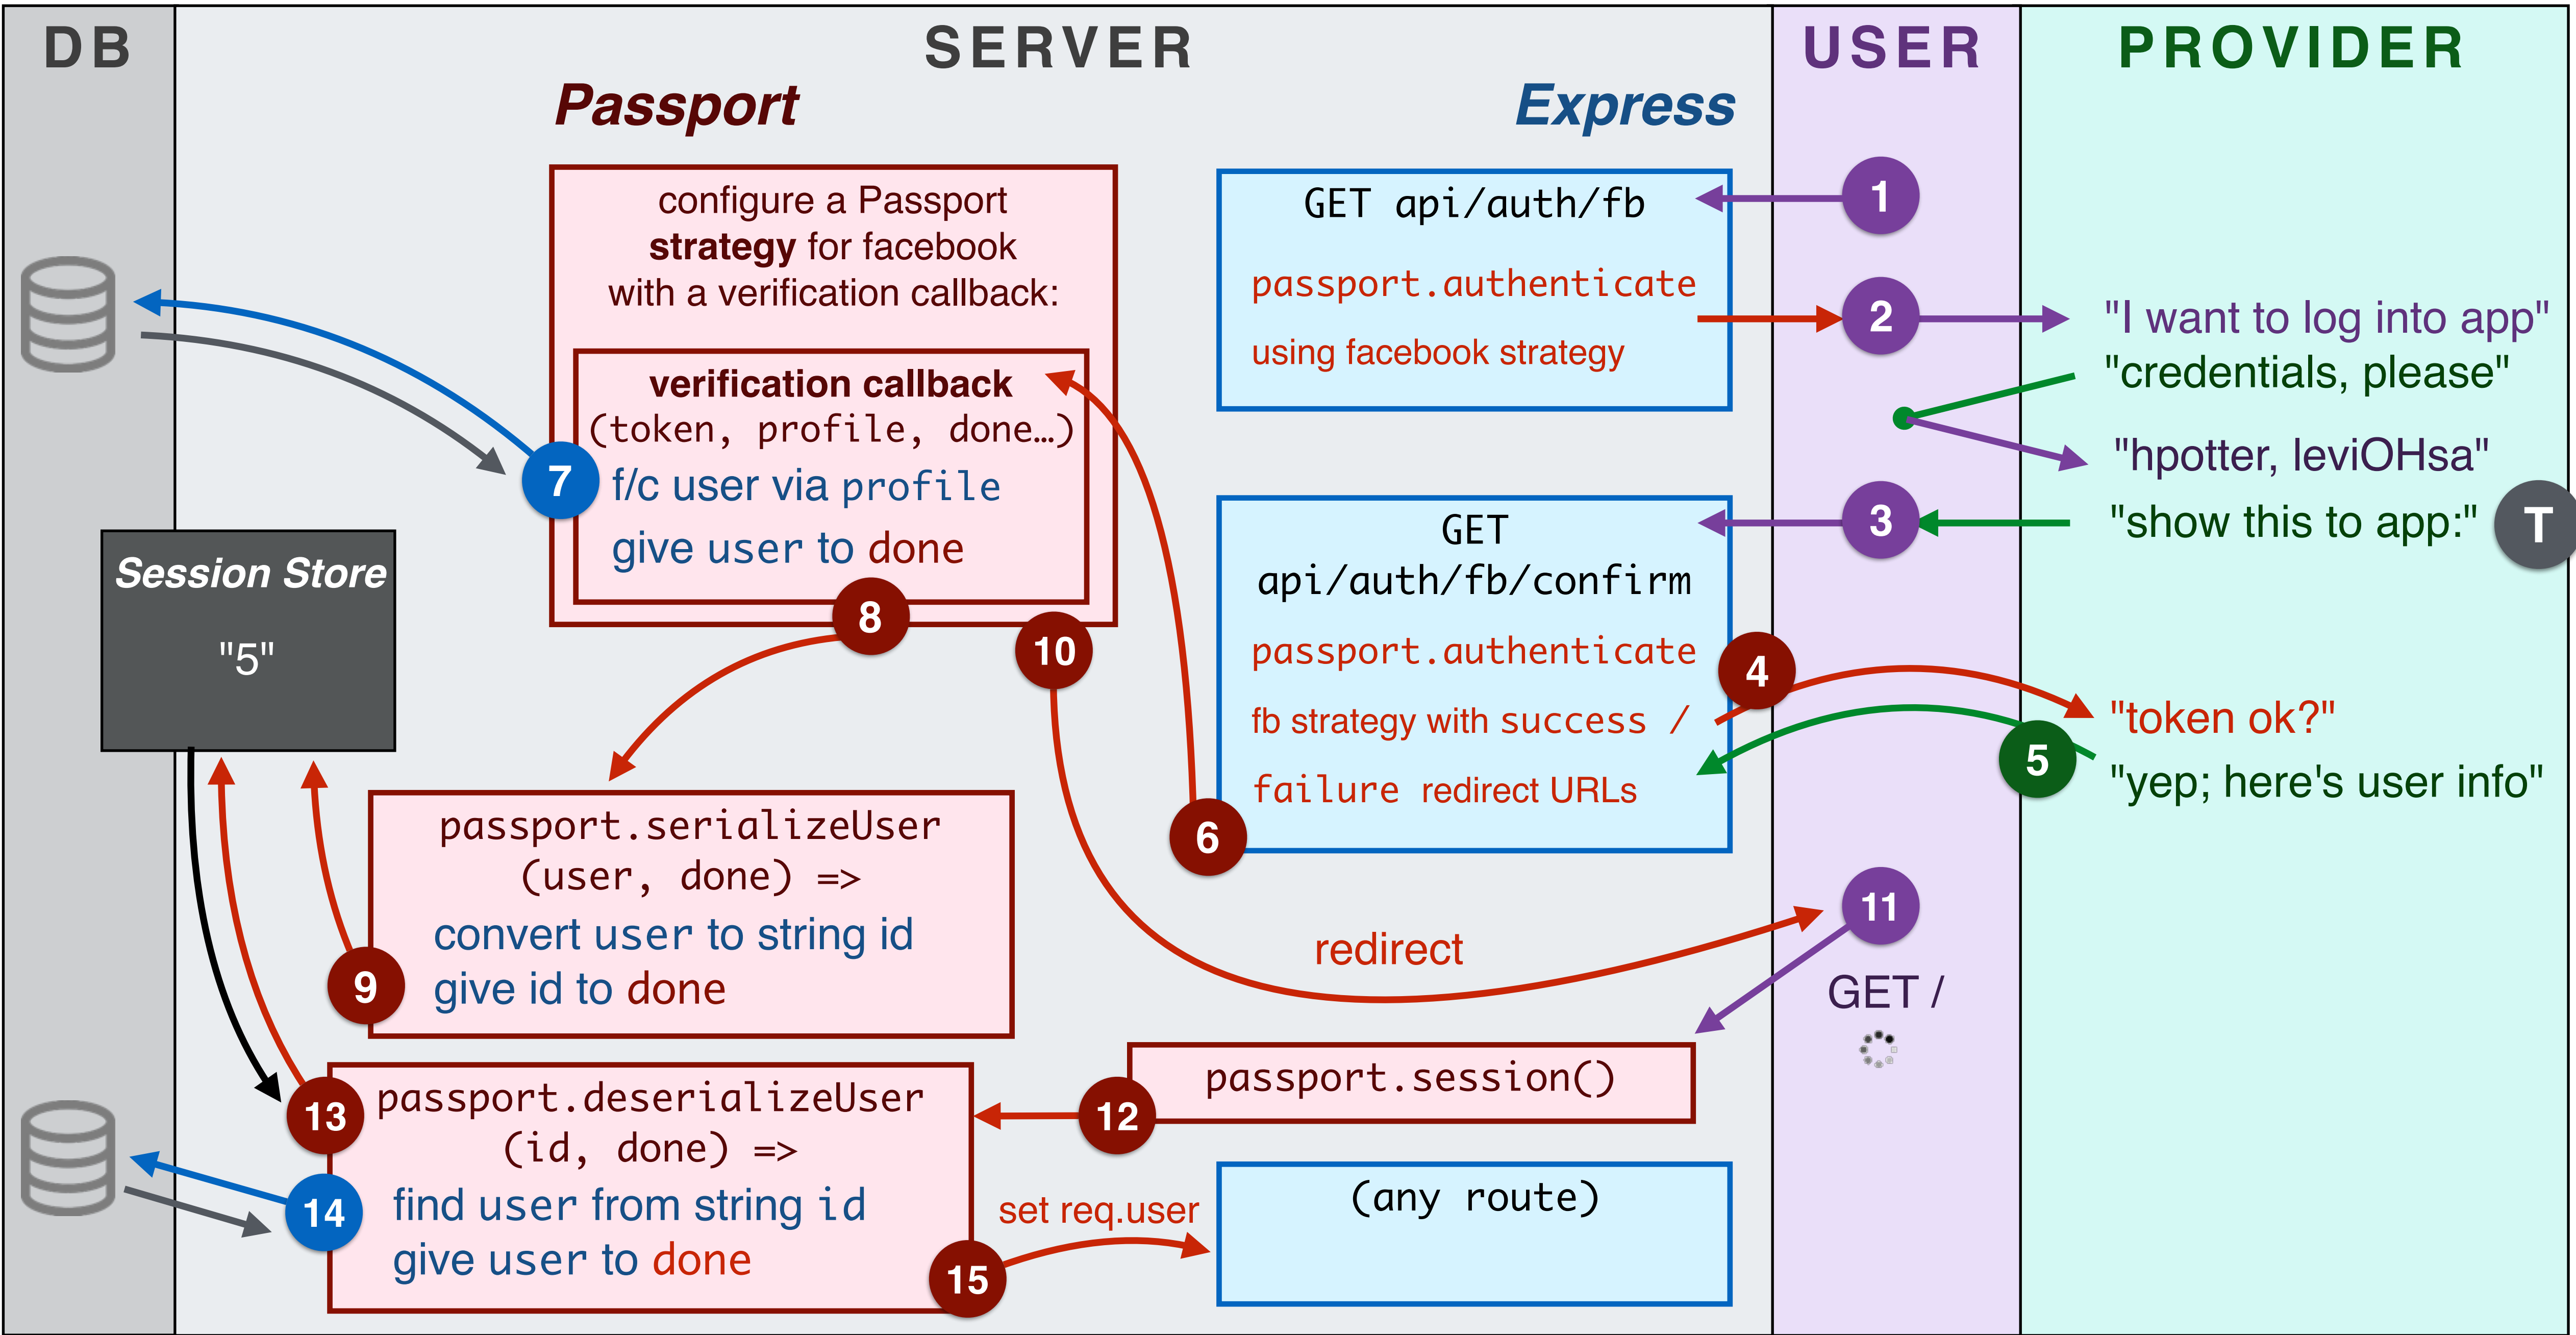 DB
SERVER
USER
PROVIDER
Passport
Express
configure a Passport
strategy for facebook
with a verification callback:
verification callback
(token, profile, done…)
f/c user via profile
give user to done
7
8
10
GET api/auth/fb
passport.authenticate
using facebook strategy
1
2
"I want to log into app"
"credentials, please"
"hpotter, leviOHsa"
3
"show this to app:"
T
GET
api/auth/fb/confirm
passport.authenticate
fb strategy with success /
failure redirect URLs
4
5
6
"token ok?"
"yep; here's user info"
Session Store
"5"
passport.serializeUser
(user, done) =>
convert user to string id
give id to done
9
redirect
11
GET /
passport.session()
12
13
passport.deserializeUser
(id, done) =>
find user from string id
give user to done
14
15
set req.user
(any route)